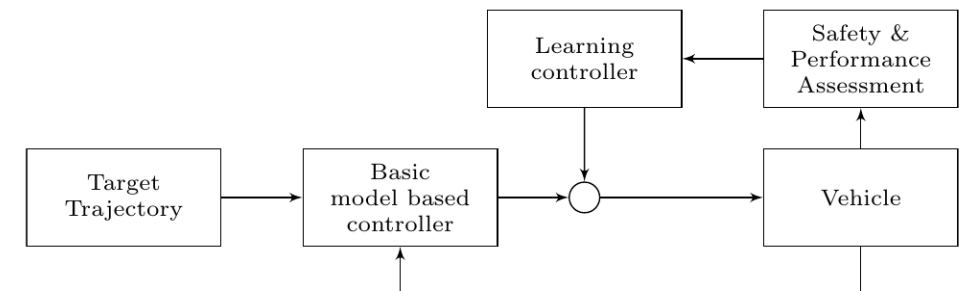 Learning
controller
Safety &
Performance
Assessment
Target
Trajectory
Basic
model based
controller
Vehicle